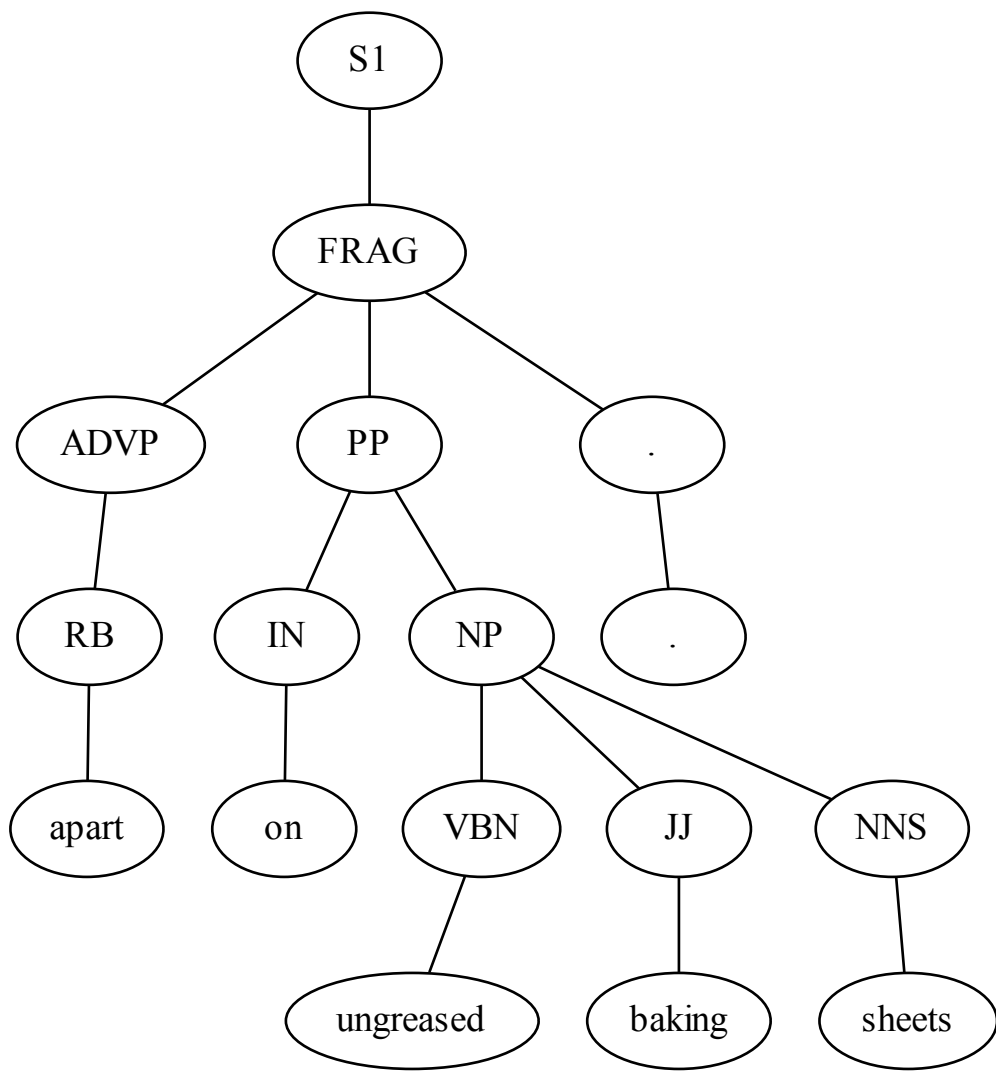 S1
FRAG
ADVP PP .
RB IN NP .
apart on VBN JJ NNS
ungreased baking sheets